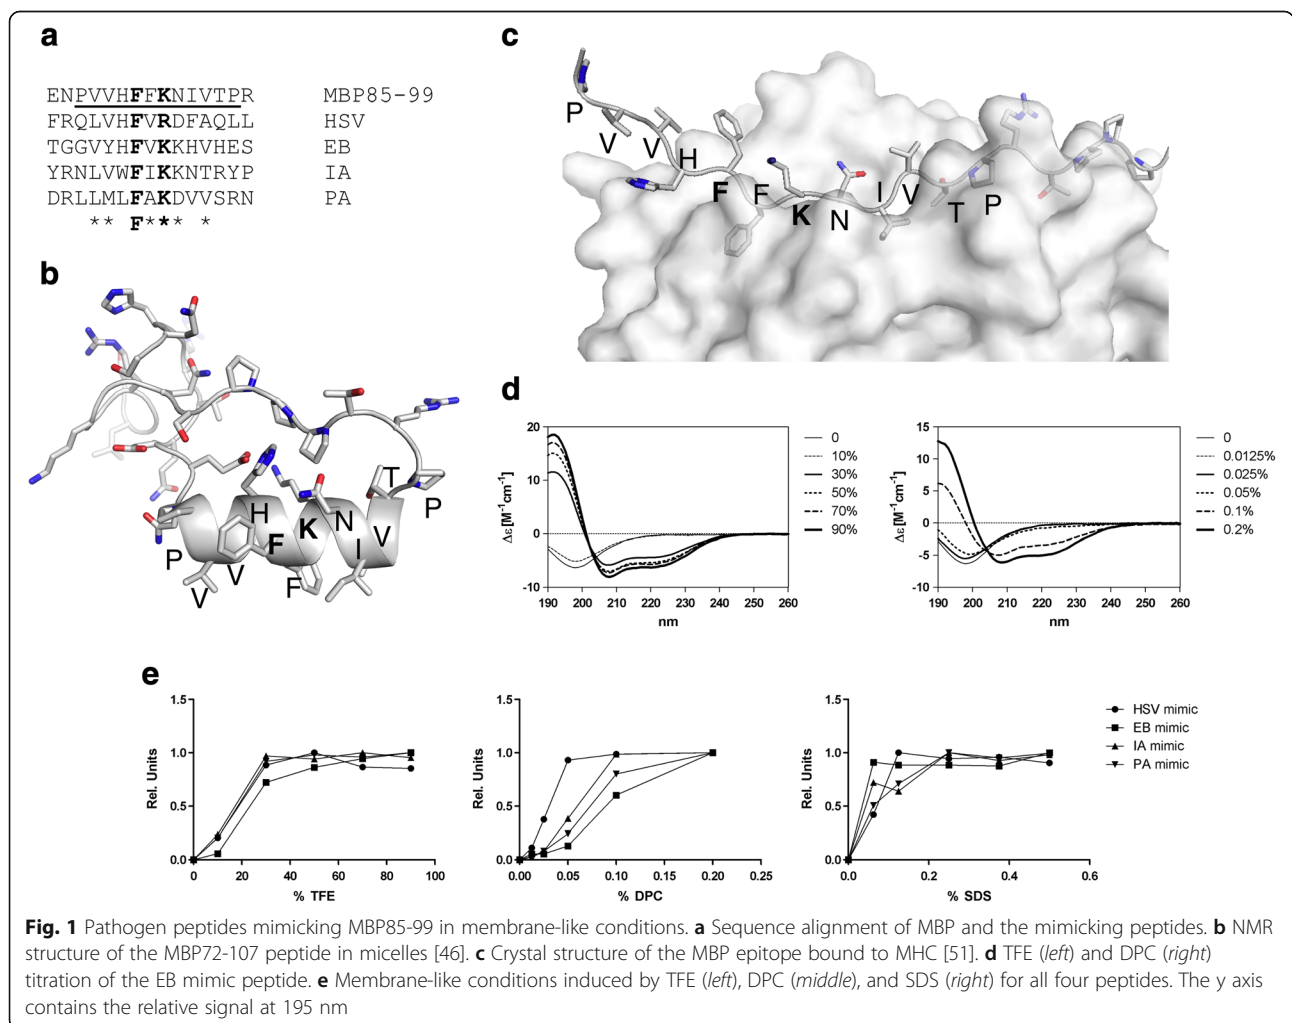 a
ENPVVHFFKNIVTPR MBP85-99
FRQLVHFVRDFAQLL HSV
TGGVYHFVKKHVHES EB
YRNLVWFIKKNTRYP IA
DRLLMLFAKDVVSRN PA
** F*** *
b
H K N T V P
P V F I
V F
c
P V V H F F K N I V T P
d
20
10
0
-10
Δε [M⁻¹cm⁻¹]
190 200 210 220 230 240 250 260
nm
0
10%
30%
50%
70%
90%
15
10
5
0
-5
-10
Δε [M⁻¹cm⁻¹]
190 200 210 220 230 240 250 260
nm
0
0.0125%
0.025%
0.05%
0.1%
0.2%
e
1.5
1.0
0.5
0.0
Rel. Units
0 20 40 60 80 100
% TFE
1.5
1.0
0.5
0.0
Rel. Units
0.00 0.05 0.10 0.15 0.20 0.25
% DPC
1.5
1.0
0.5
0.0
Rel. Units
0.0 0.2 0.4 0.6
% SDS
HSV mimic
EB mimic
IA mimic
PA mimic
Fig. 1 Pathogen peptides mimicking MBP85-99 in membrane-like conditions. a Sequence alignment of MBP and the mimicking peptides. b NMR
structure of the MBP72-107 peptide in micelles [46]. c Crystal structure of the MBP epitope bound to MHC [51]. d TFE (left) and DPC (right)
titration of the EB mimic peptide. e Membrane-like conditions induced by TFE (left), DPC (middle), and SDS (right) for all four peptides. The y axis
contains the relative signal at 195 nm